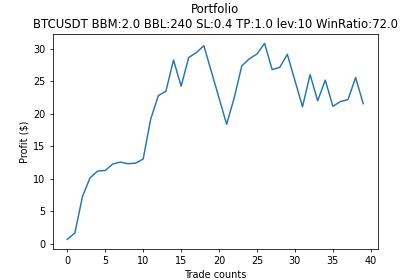 Portfolio
BTCUSDT BBM:2.0 BBL:240 SL:0.4 TP:1.0 lev:10 WinRatio:72.0
30
25
20
15
10
5
0
Profit ($)
0 5 10 15 20 25 30 35 40
Trade counts